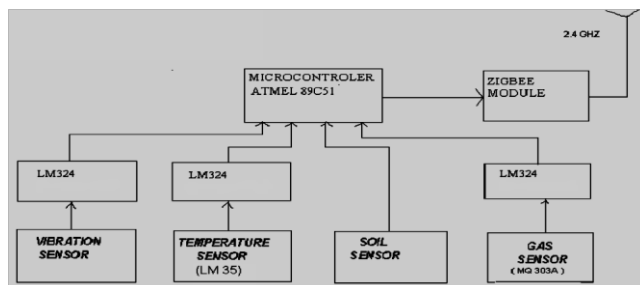 2.4 GHZ
MICROCONTROLER
ATMEL 89C51
ZIGBEE
MODULE
LM324
LM324
LM324
VIBRATION
SENSOR
TEMPERATURE
SENSOR
(LM 35)
SOIL
SENSOR
GAS
SENSOR
(MQ 303A)